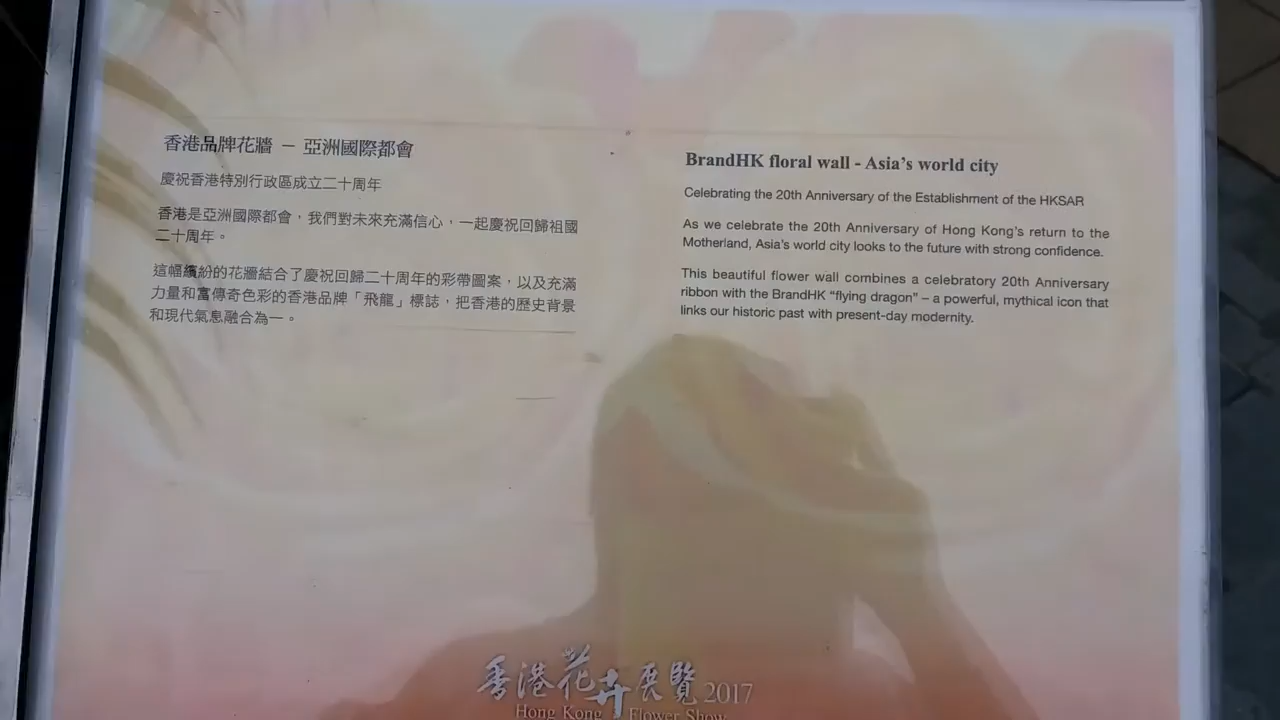 香港品牌花牆 － 亞洲國際都會
慶祝香港特別行政區成立二十周年
香港是亞洲國際都會，我們對未來充滿信心，一起慶祝回歸祖國
二十周年。
這幅繽紛的花牆結合了慶祝回歸二十周年的彩帶圖案，以及充滿
力量和富傳奇色彩的香港品牌「飛龍」標誌，把香港的歷史背景
和現代氣息融合為一。
BrandHK floral wall - Asia’s world city
Celebrating the 20th Anniversary of the Establishment of the HKSAR
As we celebrate the 20th Anniversary of Hong Kong’s return to the
Motherland, Asia’s world city looks to the future with strong confidence.
This beautiful flower wall combines a celebratory 20th Anniversary
ribbon with the BrandHK “flying dragon” – a powerful, mythical icon that
links our historic past with present-day modernity.
香港花卉展覽 2017
Hong Kong Flower Show